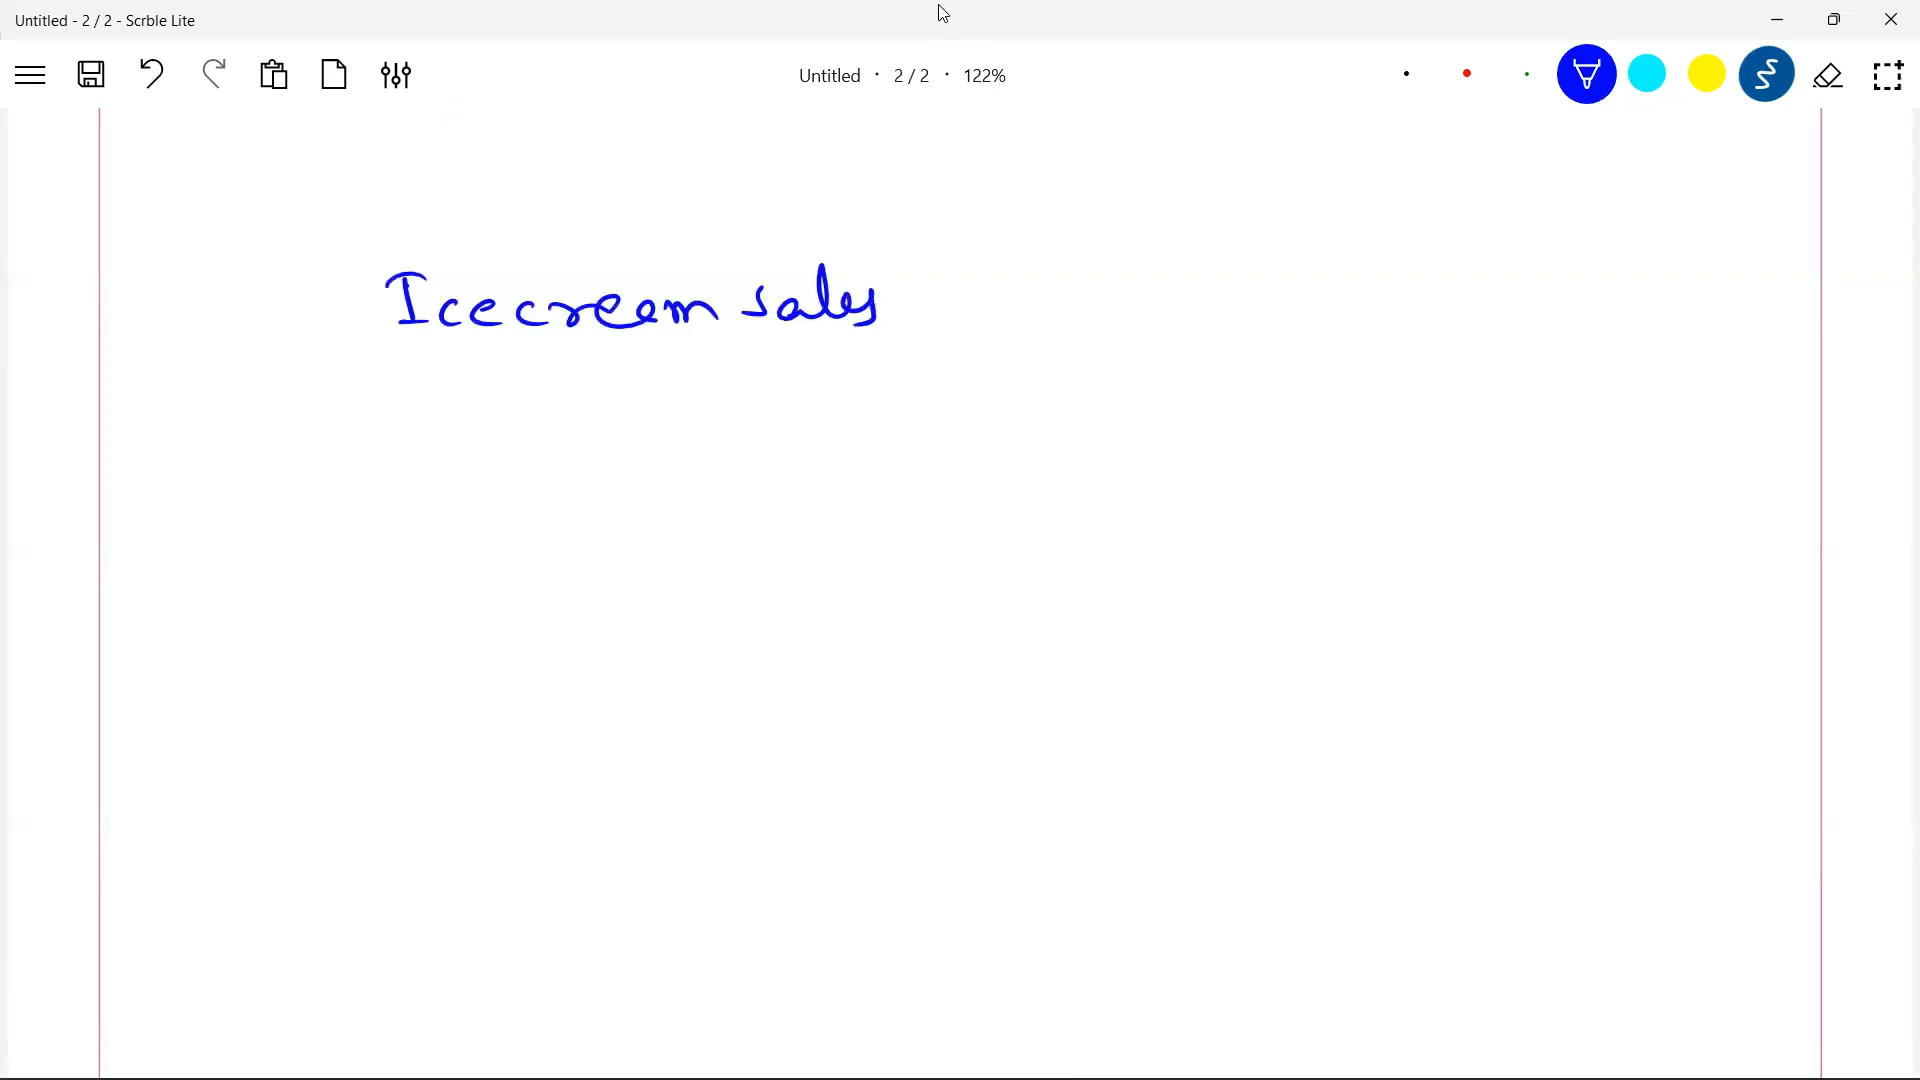 Untitled - 2 / 2 - Scrble Lite
Untitled • 2 / 2 • 122%
Icecream sales